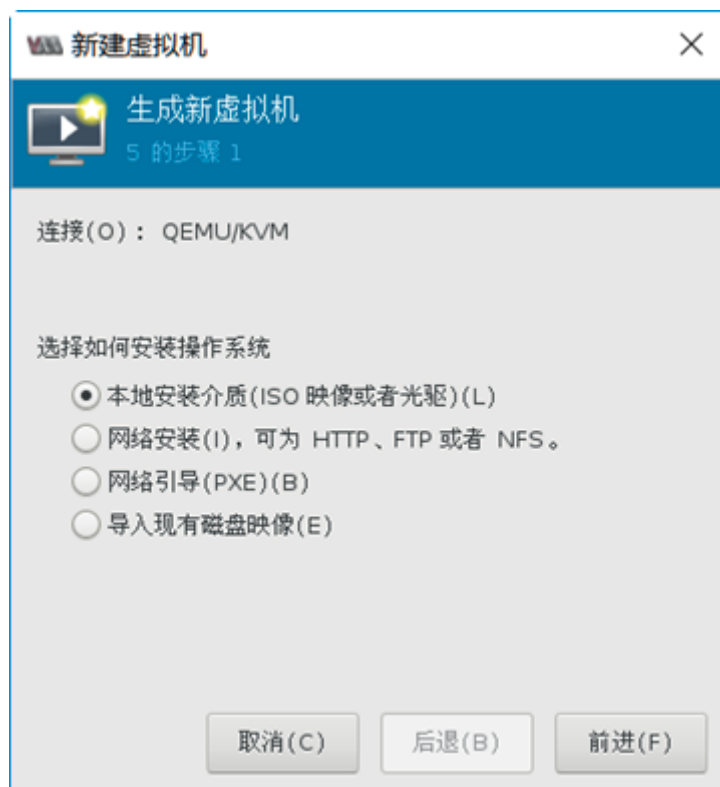 新建虚拟机
生成新虚拟机
5 的步骤 1
连接(O)： QEMU/KVM
选择如何安装操作系统
本地安装介质(ISO 映像或者光驱)(L)
网络安装(I)，可为 HTTP、FTP 或者 NFS。
网络引导(PXE)(B)
导入现有磁盘映像(E)
取消(C) 后退(B) 前进(F)